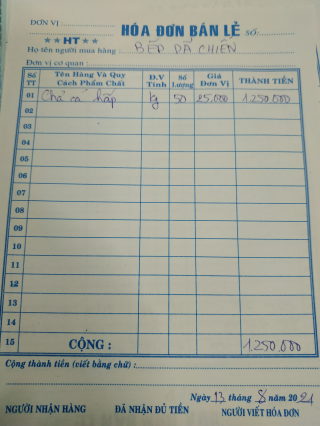 ĐƠN VỊ :
HÓA ĐƠN BÁN LẺ SỐ:
★★ HT ★★
Họ tên người mua hàng : BẾP DÃ CHIẾN
Đơn vị cơ quan :
Số TT Tên Hàng Và Quy Cách Phẩm Chất Đ.V Tính Số Lượng Giá Đơn Vị THÀNH TIỀN
01 Chả cá hấp kg 50 25.000 1.250.000
02
03
04
05
06
07
08
09
10
11
12
13
14
15 CỘNG : 1.250.000
Cộng thành tiền (viết bằng chữ) :
Ngày 13 tháng 8 năm 2021
NGƯỜI NHẬN HÀNG ĐÃ NHẬN ĐỦ TIỀN NGƯỜI VIẾT HÓA ĐƠN